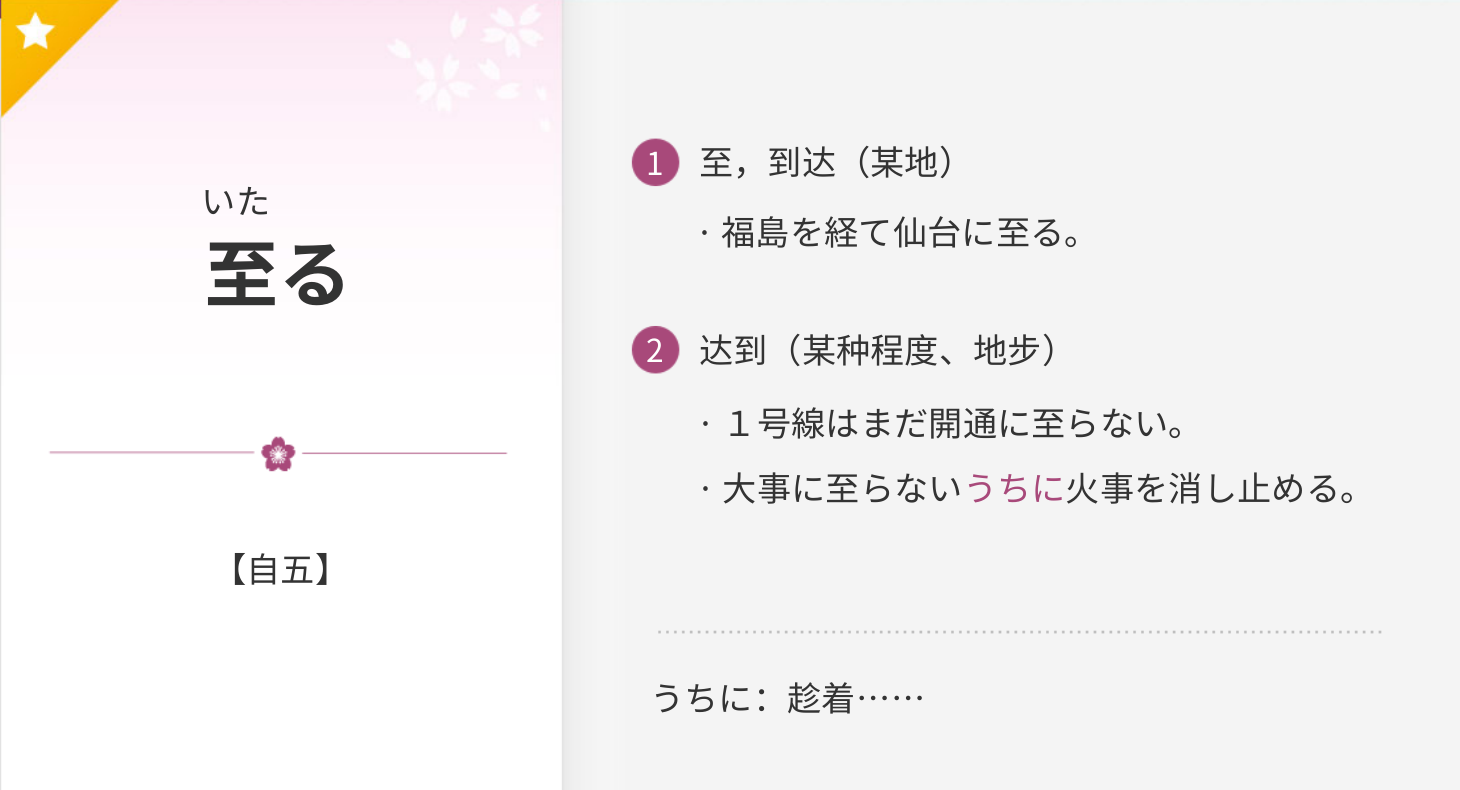 いた
至る
【自五】
1 至，到达（某地）
· 福島を経て仙台に至る。
2 达到（某种程度、地步）
· １号線はまだ開通に至らない。
· 大事に至らないうちに火事を消し止める。
うちに：趁着……